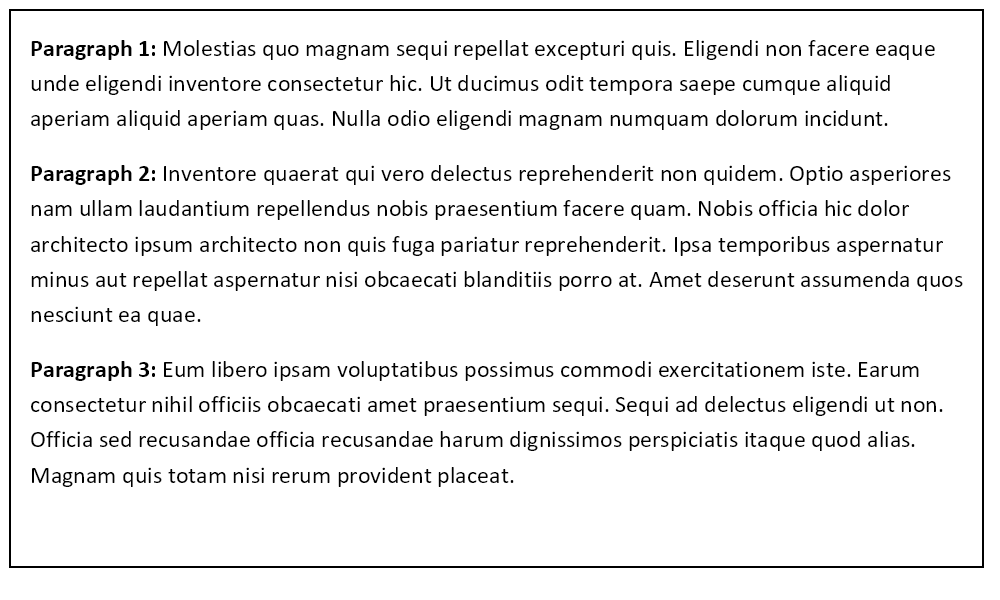 Paragraph 1: Molestias quo magnam sequi repellat excepturi quis. Eligendi non facere eaque
unde eligendi inventore consectetur hic. Ut ducimus odit tempora saepe cumque aliquid
aperiam aliquid aperiam quas. Nulla odio eligendi magnam numquam dolorum incidunt.
Paragraph 2: Inventore quaerat qui vero delectus reprehenderit non quidem. Optio asperiores
nam ullam laudantium repellendus nobis praesentium facere quam. Nobis officia hic dolor
architecto ipsum architecto non quis fuga pariatur reprehenderit. Ipsa temporibus aspernatur
minus aut repellat aspernatur nisi obcaecati blanditiis porro at. Amet deserunt assumenda quos
nesciunt ea quae.
Paragraph 3: Eum libero ipsam voluptatibus possimus commodi exercitationem iste. Earum
consectetur nihil officiis obcaecati amet praesentium sequi. Sequi ad delectus eligendi ut non.
Officia sed recusandae officia recusandae harum dignissimos perspiciatis itaque quod alias.
Magnam quis totam nisi rerum provident placeat.